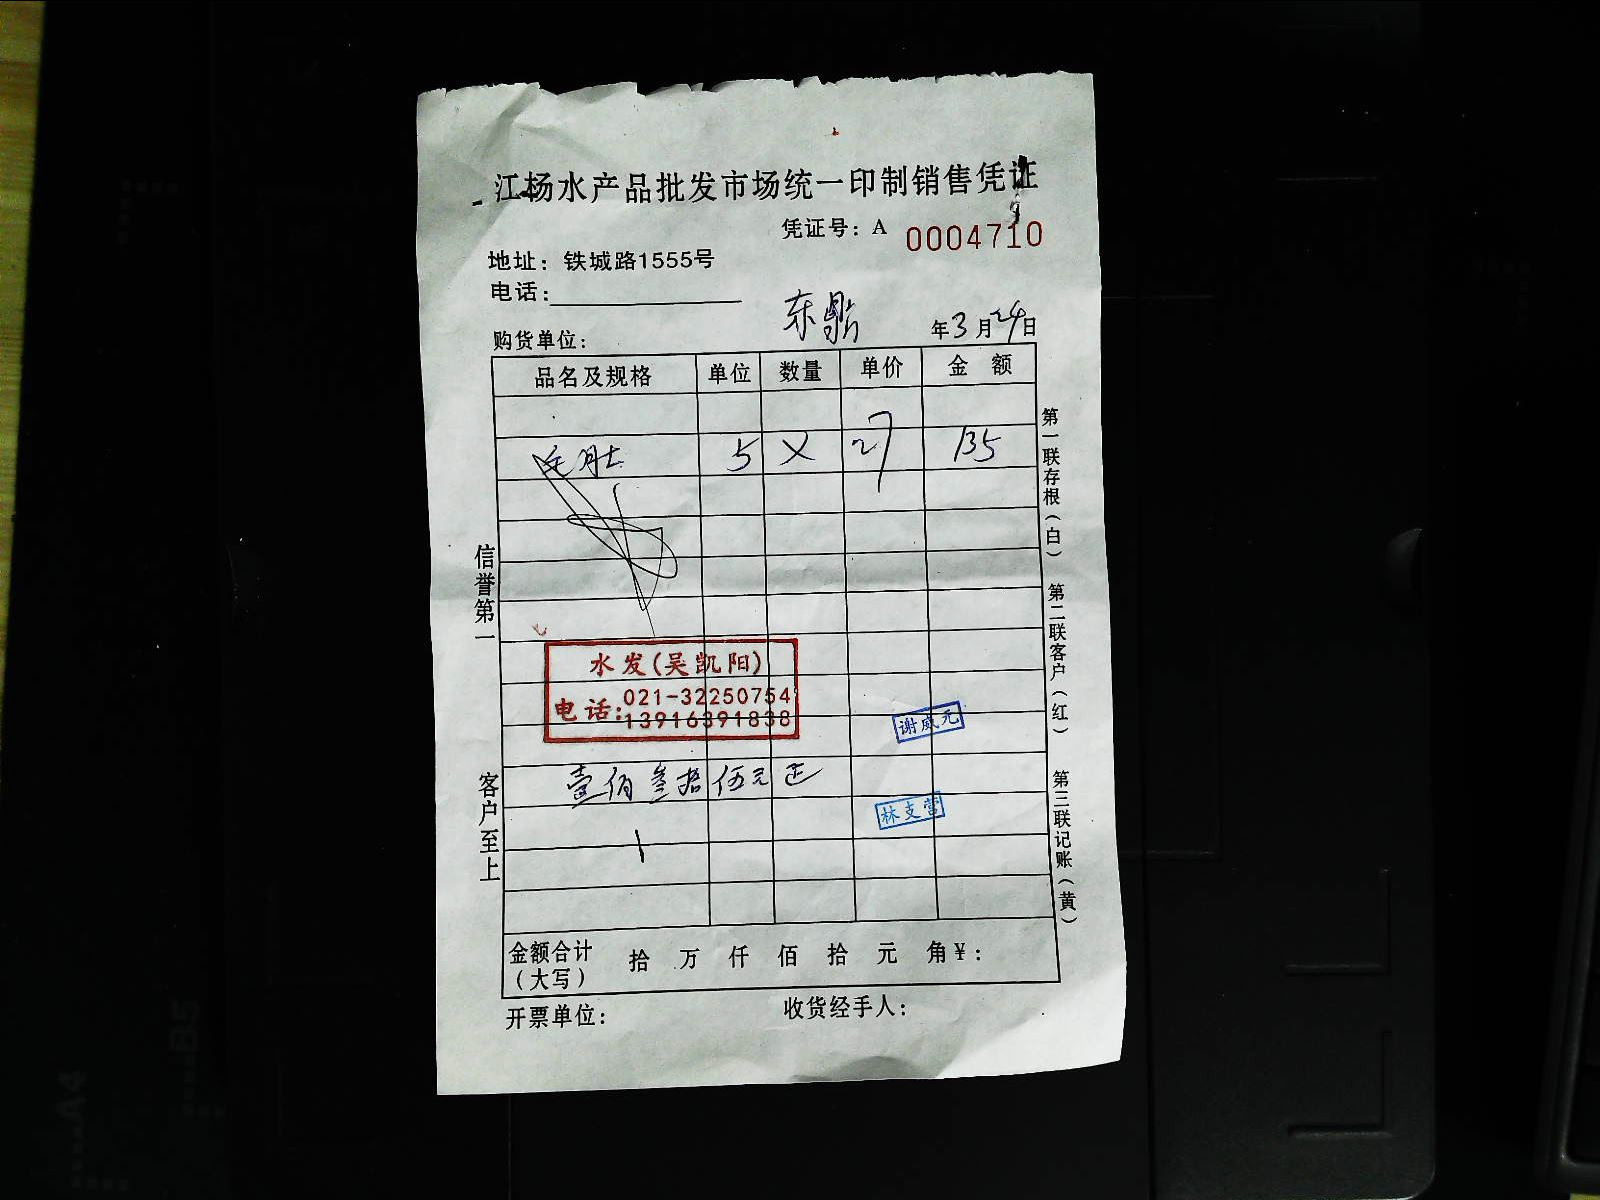 江杨水产品批发市场统一印制销售凭证
凭证号：A 0004710
地址：铁城路1555号
电话：
购货单位： 东 年3月24日
品名及规格 单位 数量 单价 金 额
毛肚 5 × 27 135
水发(吴凯阳)
电话：021-32250754
13916391838
谢威元
壹佰叁拾伍元正
林支营
金额合计（大写） 拾 万 仟 佰 拾 元 角￥：
开票单位： 收货经手人：
信誉第一
客户至上
第一联存根（白）
第二联客户（红）
第三联记账（黄）